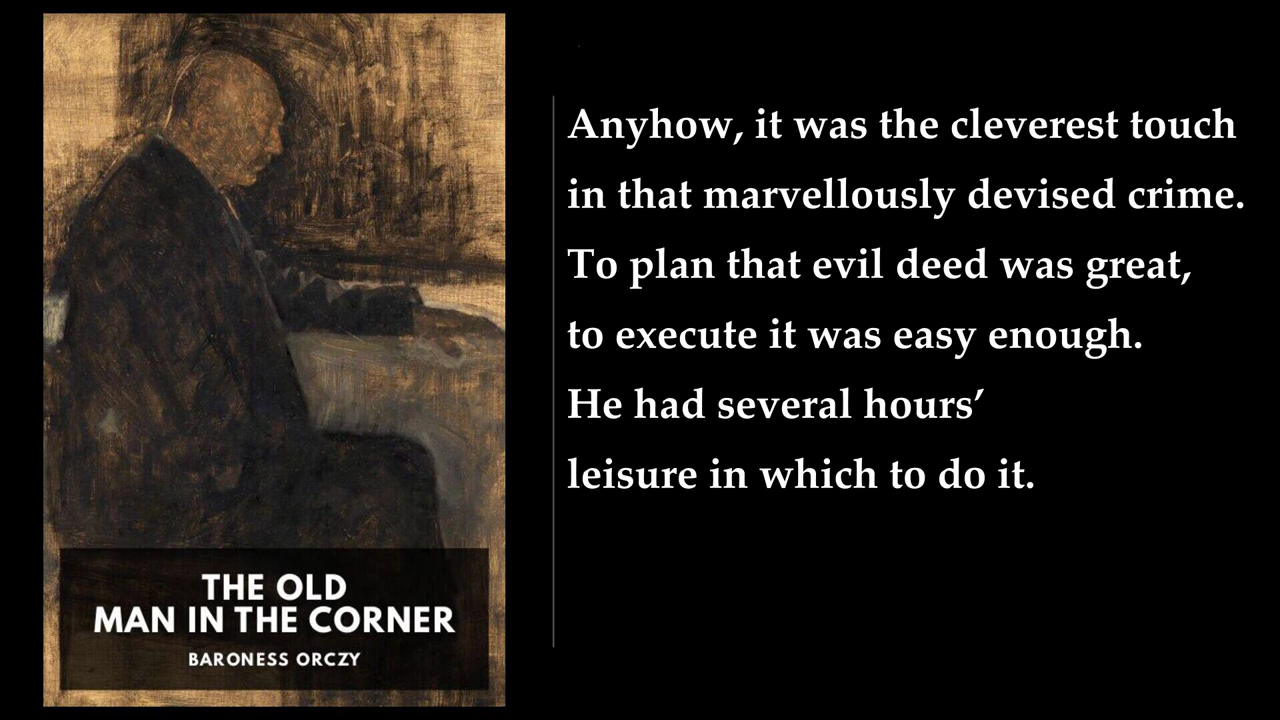 Anyhow, it was the cleverest touch
in that marvellously devised crime.
To plan that evil deed was great,
to execute it was easy enough.
He had several hours’
leisure in which to do it.
THE OLD
MAN IN THE CORNER
BARONESS ORCZY